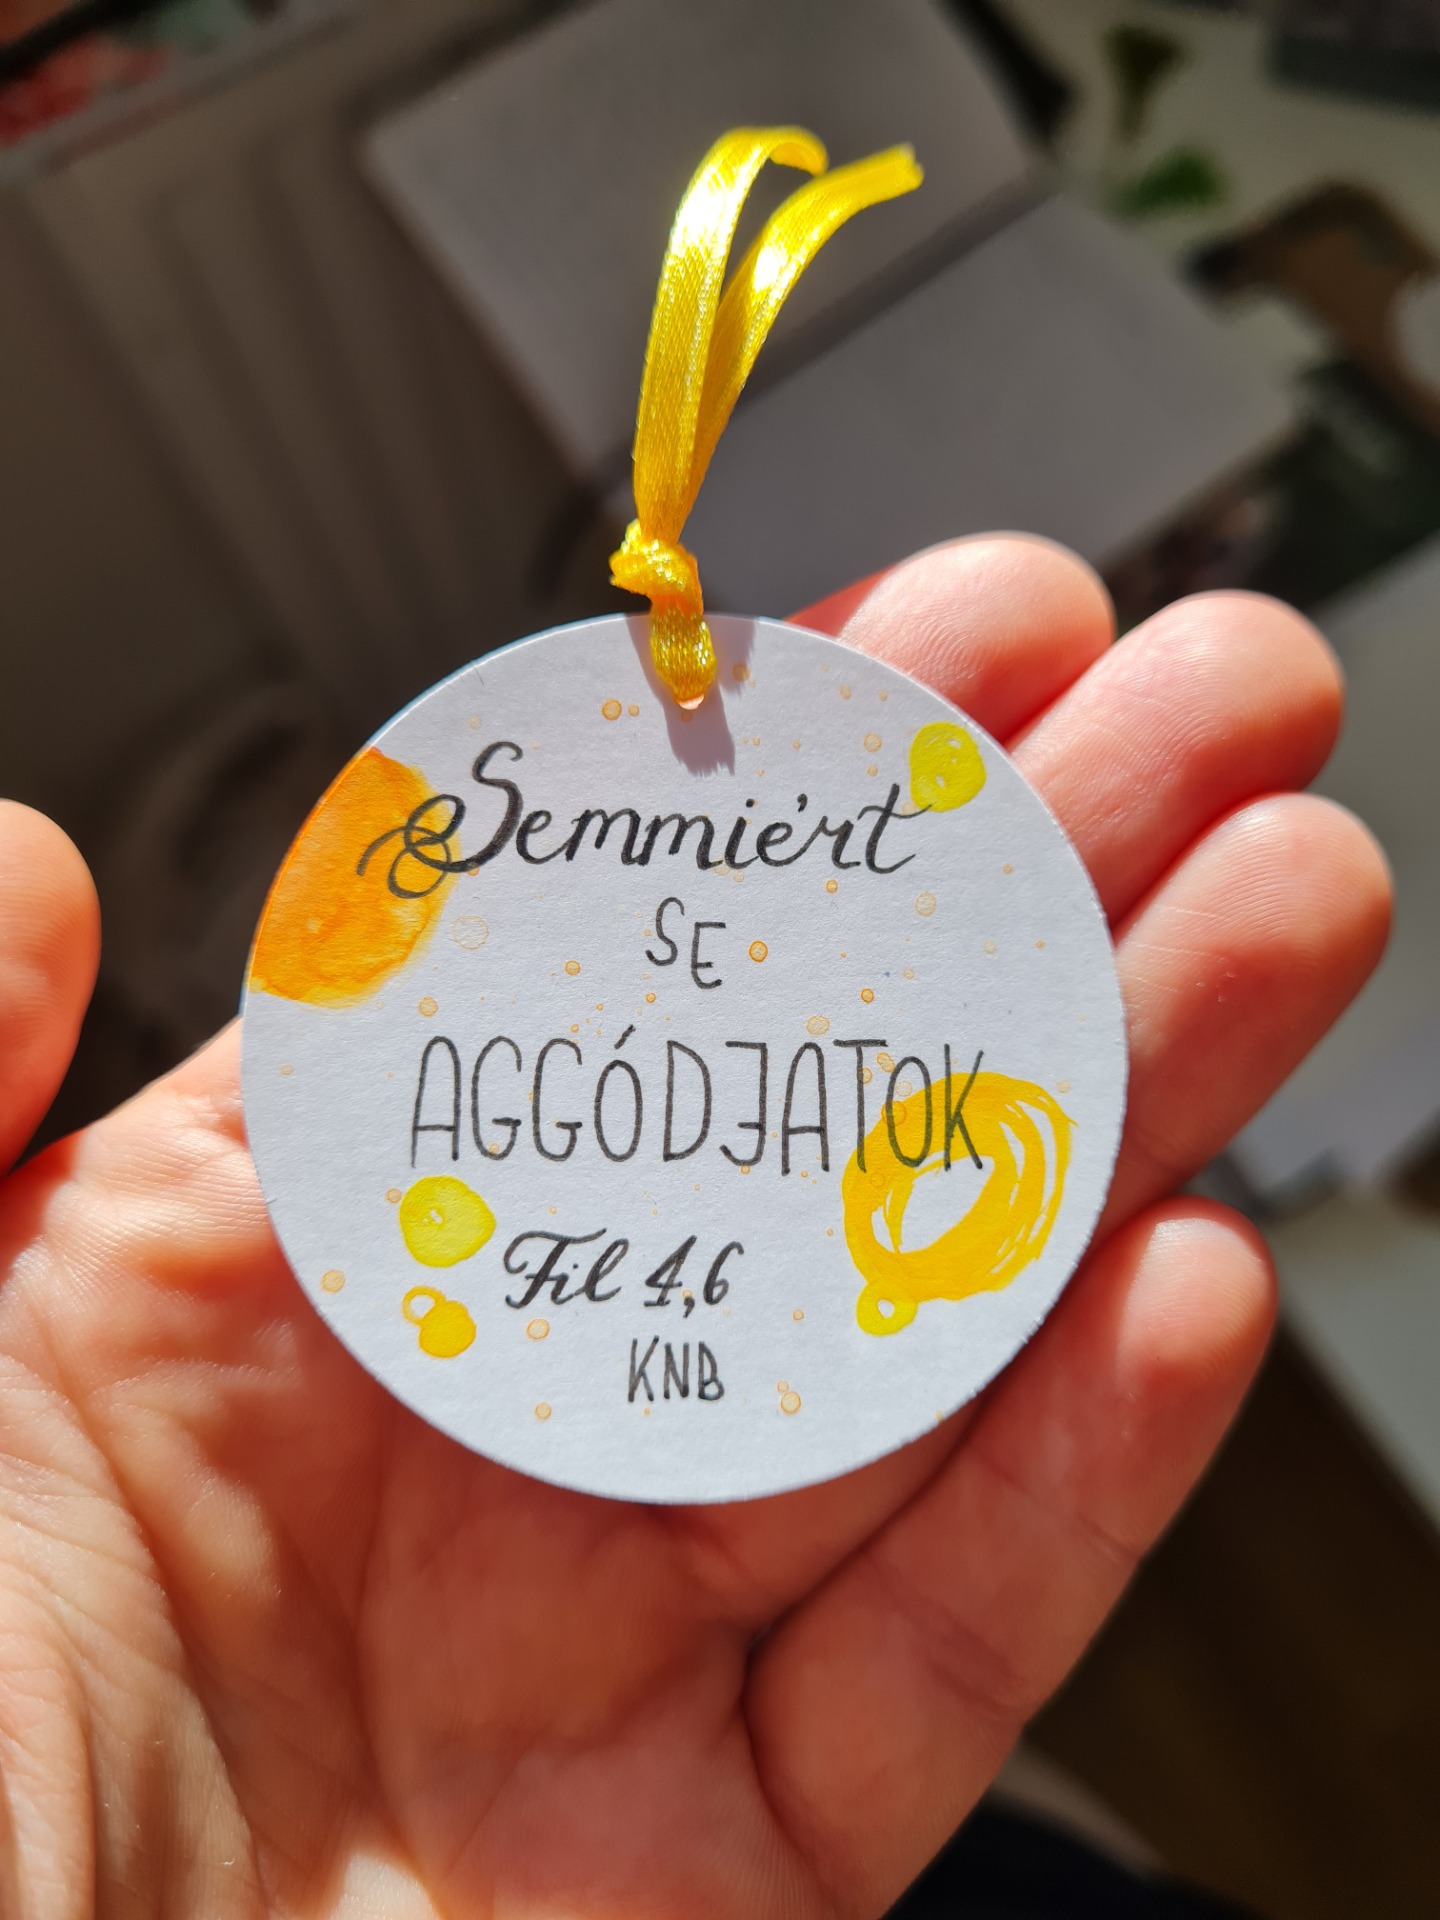 Semmiért
SE
AGGÓDJATOK
Fil 4,6
KNB